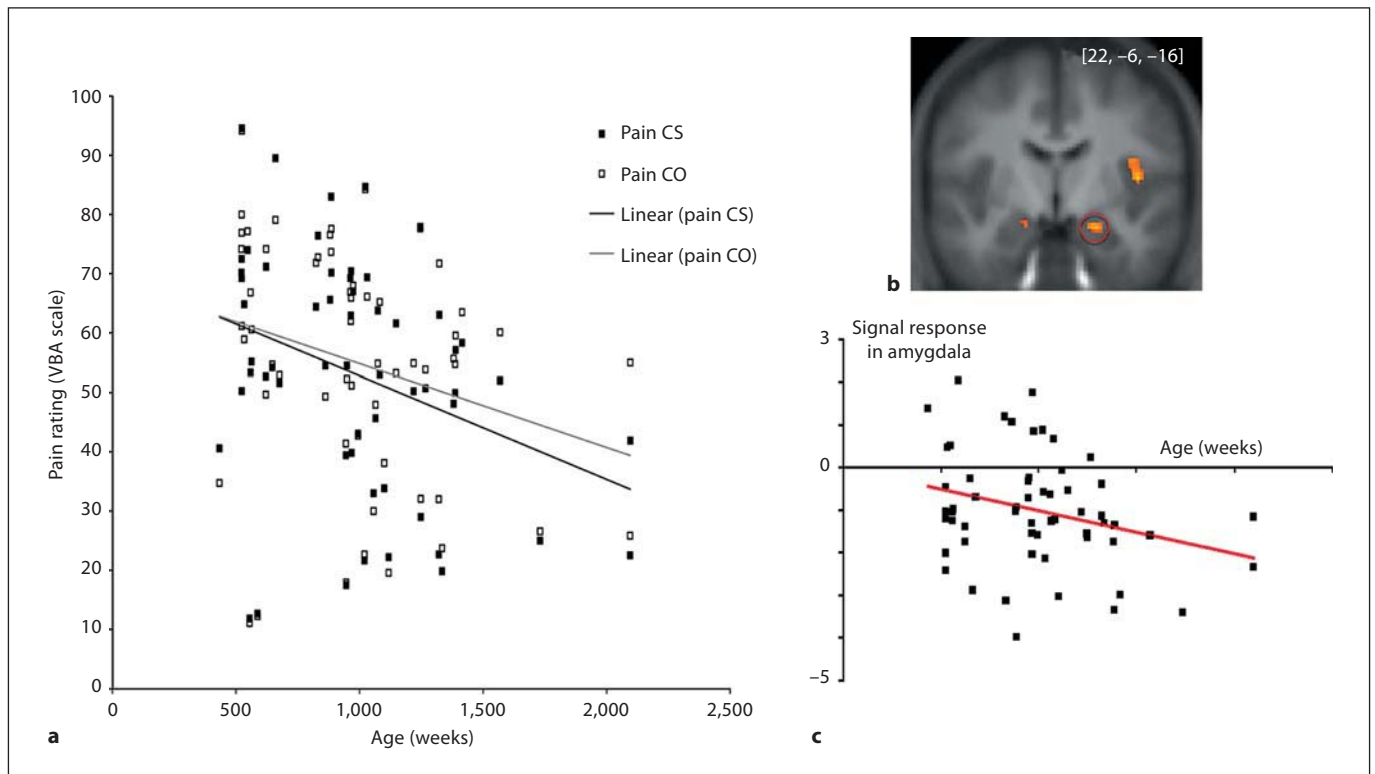 100
90
80
70
60
50
40
30
20
10
0
Pain rating (VBA scale)
0 500 1,000 1,500 2,000 2,500
Age (weeks)
a
Pain CS
Pain CO
Linear (pain CS)
Linear (pain CO)
[22, –6, –16]
b
3
Signal response
in amygdala
Age (weeks)
0
–5
c